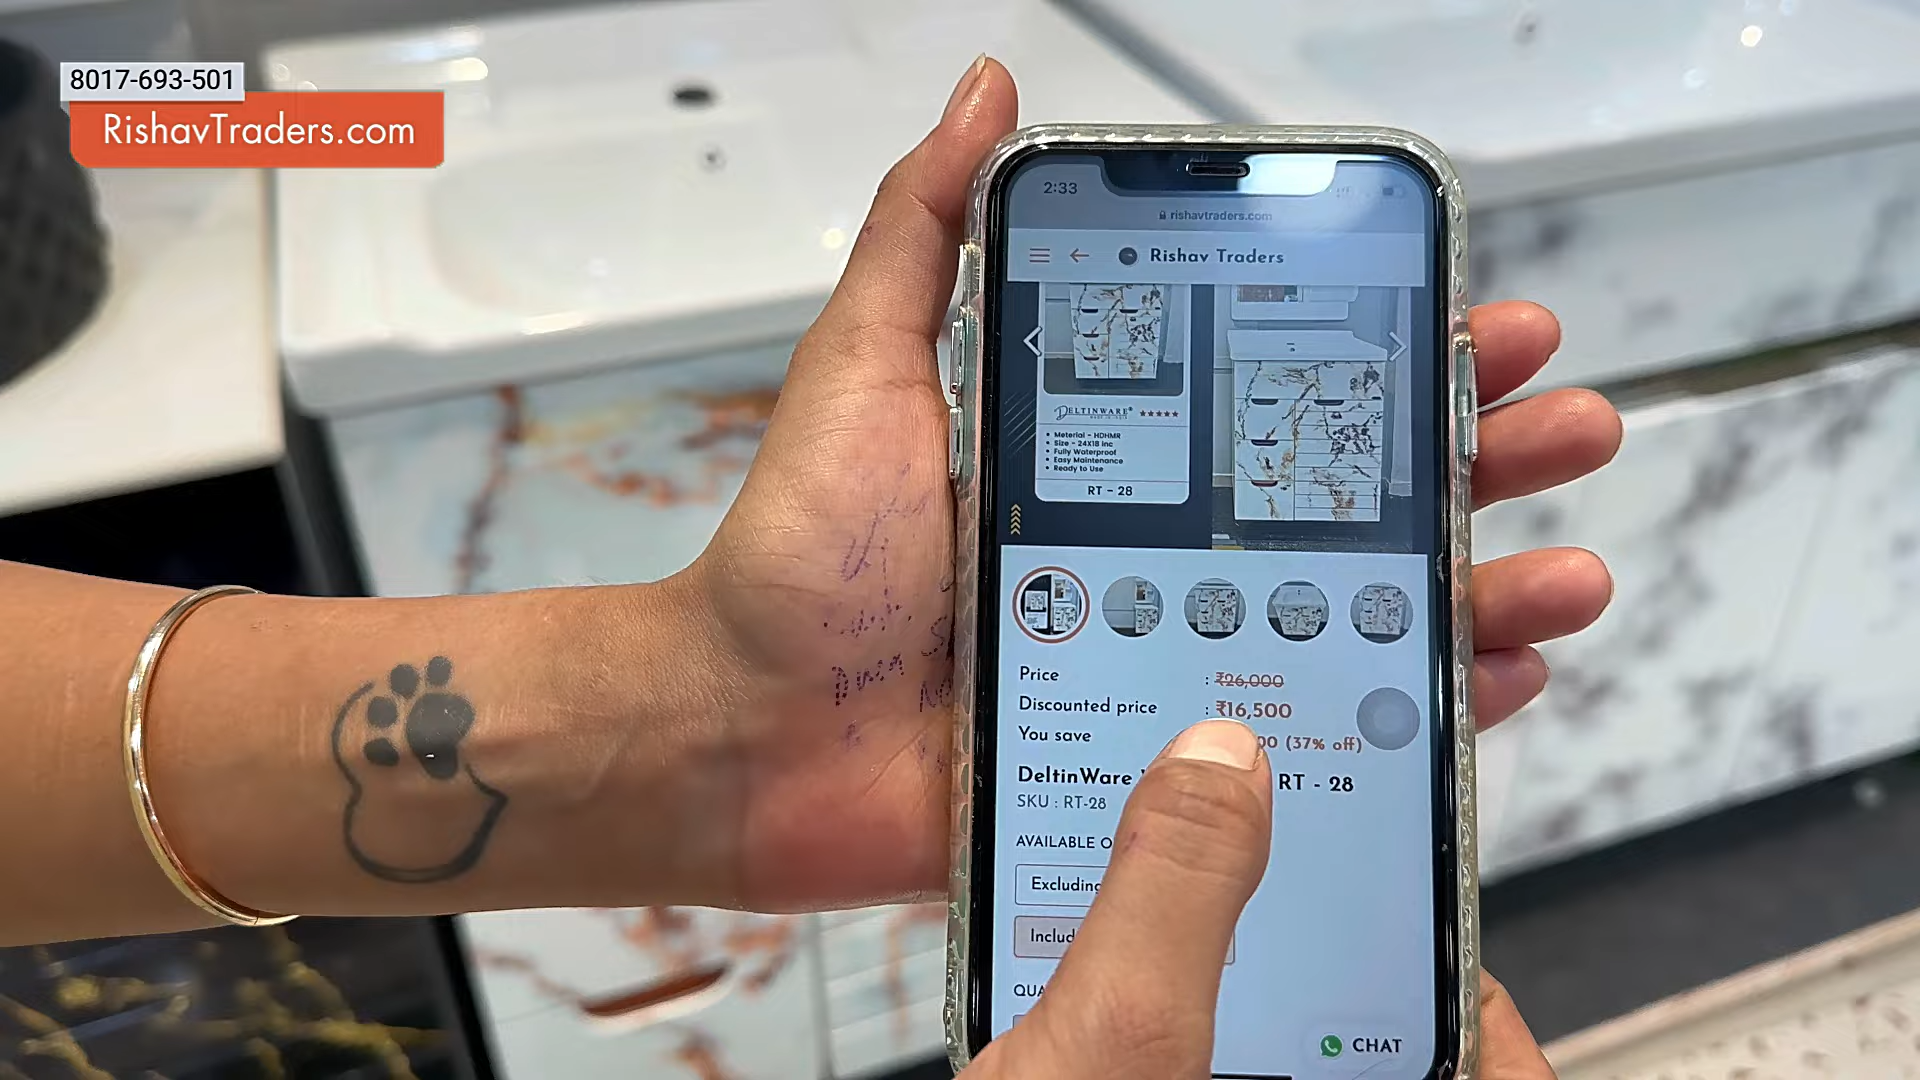 8017-693-501
RishavTraders.com
2:33
rishavtraders.com
Rishav Traders
DELTINWARE
Material - HDHMR
Size - 24X18 Inc
Fully Waterproof
Easy Maintenance
Ready to Use
RT - 28
Price : ₹26,000
Discounted price : ₹16,500
You save 00 (37% off)
DeltinWare RT - 28
SKU : RT-28
AVAILABLE O
Excluding
Includ
QUA
CHAT